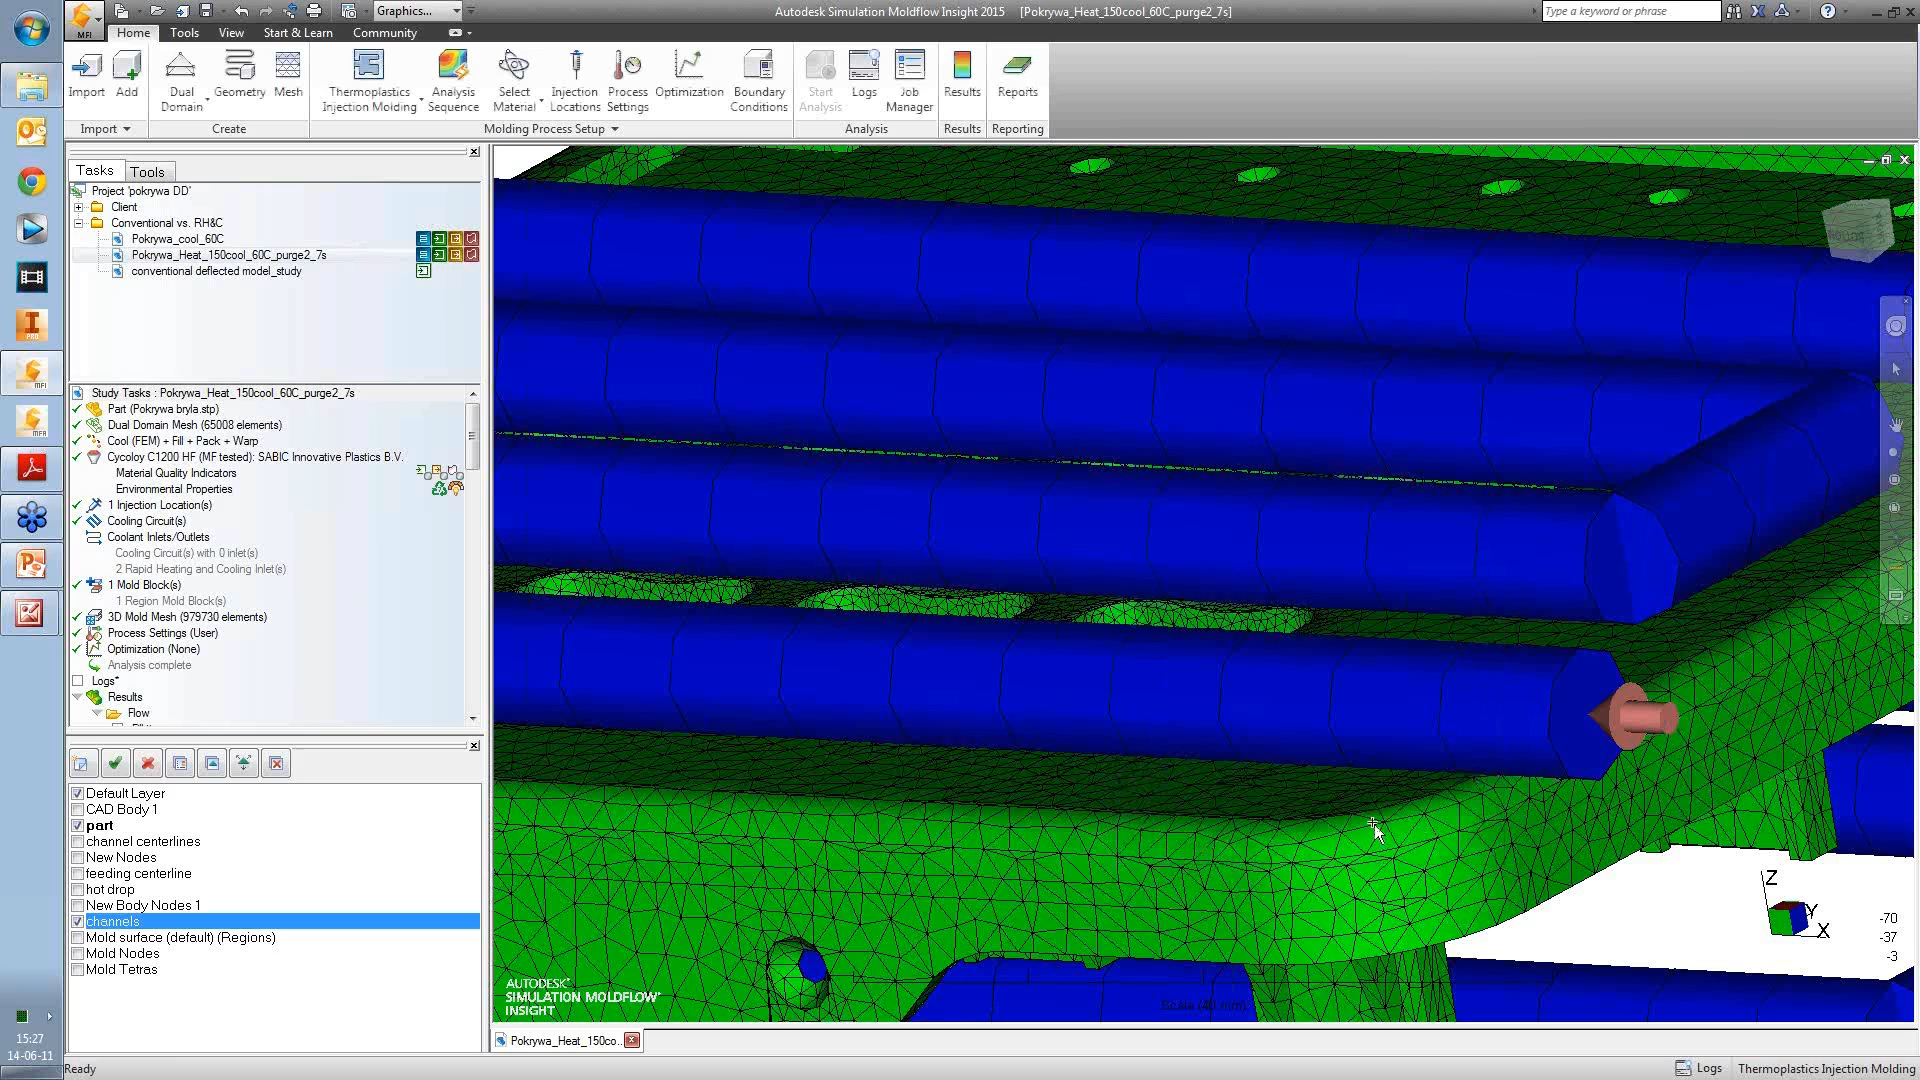 Graphics...
Autodesk Simulation Moldflow Insight 2015 [Pokrywa_Heat_150cool_60C_purge2_7s]
Type a keyword or phrase
MFI
Home
Tools
View
Start & Learn
Community
Import
Add
Dual
Domain
Geometry
Mesh
Thermoplastics
Injection Molding
Analysis
Sequence
Select
Material
Injection
Locations
Process
Settings
Optimization
Boundary
Conditions
Start
Analysis
Logs
Job
Manager
Results
Reports
Import
Create
Molding Process Setup
Analysis
Results
Reporting
Tasks
Tools
Project 'pokrywa DD'
Client
Conventional vs. RH&C
Pokrywa_cool_60C
Pokrywa_Heat_150cool_60C_purge2_7s
conventional deflected model_study
Study Tasks : Pokrywa_Heat_150cool_60C_purge2_7s
Part (Pokrywa bryla.stp)
Dual Domain Mesh (65008 elements)
Cool (FEM) + Fill + Pack + Warp
Cycoloy C1200 HF (MF tested): SABIC Innovative Plastics B.V.
Material Quality Indicators
Environmental Properties
1 Injection Location(s)
Cooling Circuit(s)
Coolant Inlets/Outlets
Cooling Circuit(s) with 0 inlet(s)
2 Rapid Heating and Cooling Inlet(s)
1 Mold Block(s)
1 Region Mold Block(s)
3D Mold Mesh (979730 elements)
Process Settings (User)
Optimization (None)
Analysis complete
Logs*
Results
Flow
Default Layer
CAD Body 1
part
channel centerlines
New Nodes
feeding centerline
hot drop
New Body Nodes 1
channels
Mold surface (default) (Regions)
Mold Nodes
Mold Tetras
AUTODESK®
SIMULATION MOLDFLOW®
INSIGHT
Scale (40 mm)
Z
Y
X
-70
-37
-3
PRO
MFI
MFA
15:27
14-06-11
Pokrywa_Heat_150co...
Ready
Logs
Thermoplastics Injection Molding